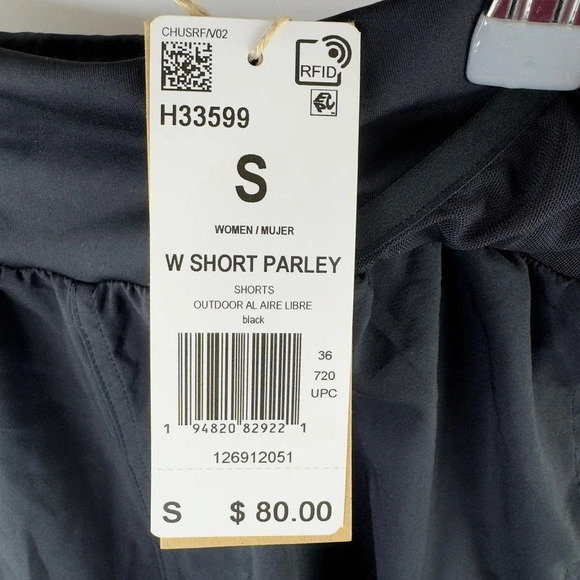 CHUSRF/V02
RFID
H33599
S
WOMEN / MUJER
W SHORT PARLEY
SHORTS
OUTDOOR AL AIRE LIBRE
black
36
720
UPC
1 94820 82922 1
126912051
S $ 80.00